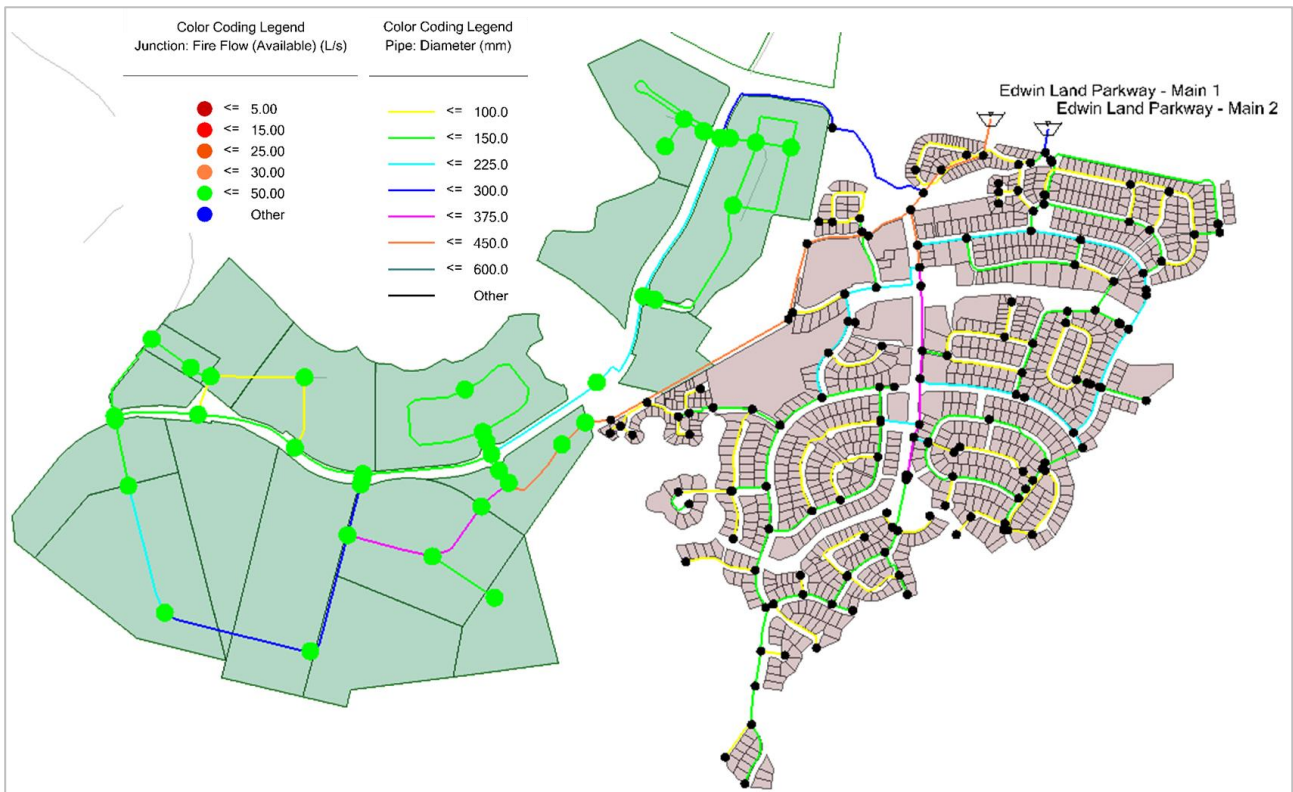 Color Coding Legend
Junction: Fire Flow (Available) (L/s)
<= 5.00
<= 15.00
<= 25.00
<= 30.00
<= 50.00
Other
Color Coding Legend
Pipe: Diameter (mm)
<= 100.0
<= 150.0
<= 225.0
<= 300.0
<= 375.0
<= 450.0
<= 600.0
Other
Edwin Land Parkway - Main 1
Edwin Land Parkway - Main 2